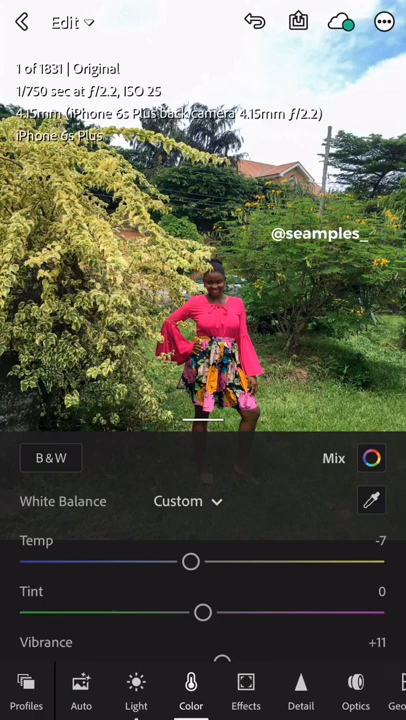 Edit
1 of 1831 | Original
1/750 sec at ƒ/2.2, ISO 25
4.15mm (iPhone 6s Plus back camera 4.15mm ƒ/2.2)
iPhone 6s Plus
@seamples_
B&W
Mix
White Balance Custom
Temp -7
Tint 0
Vibrance +11
Profiles Auto Light Color Effects Detail Optics Geo